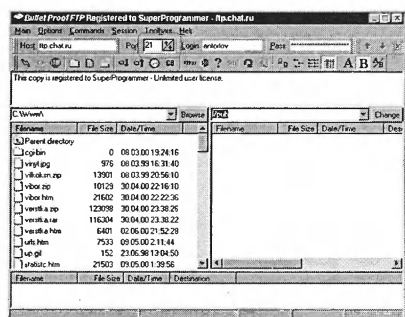 Bullet Proof FTP Registered to SuperProgrammer - ftp.chat.ru
Main Options Commands Session Help
Host ftp.chat.ru Port 21 Login antonov Pass
This copy is registered to SuperProgrammer - Unlimited user license.
C:\Www\ Browse /pub Change
Filename File Size Date/Time Filename File Size Date/Time Des
Parent directory
cgi-bin 0 08.03.00 19:24:16
vinyl.jpg 976 08.03.99 16:31:40
13901 08.03.99 20:56:10
vibor.zip 10129 30.04.00 22:16:10
vibor.htm 21602 30.04.00 22:22:36
verstka.zip 123098 30.04.00 23:38:26
verstka.rar 116304 30.04.00 23:38:22
verstka.htm 6401 02.06.00 21:52:28
urls.htm 7533 09.05.00 2:11:44
up.gif 152 23.06.98 13:04:50
statistic.htm 21503 09.05.00 1:39:56
Filename File Size Date/Time Destination